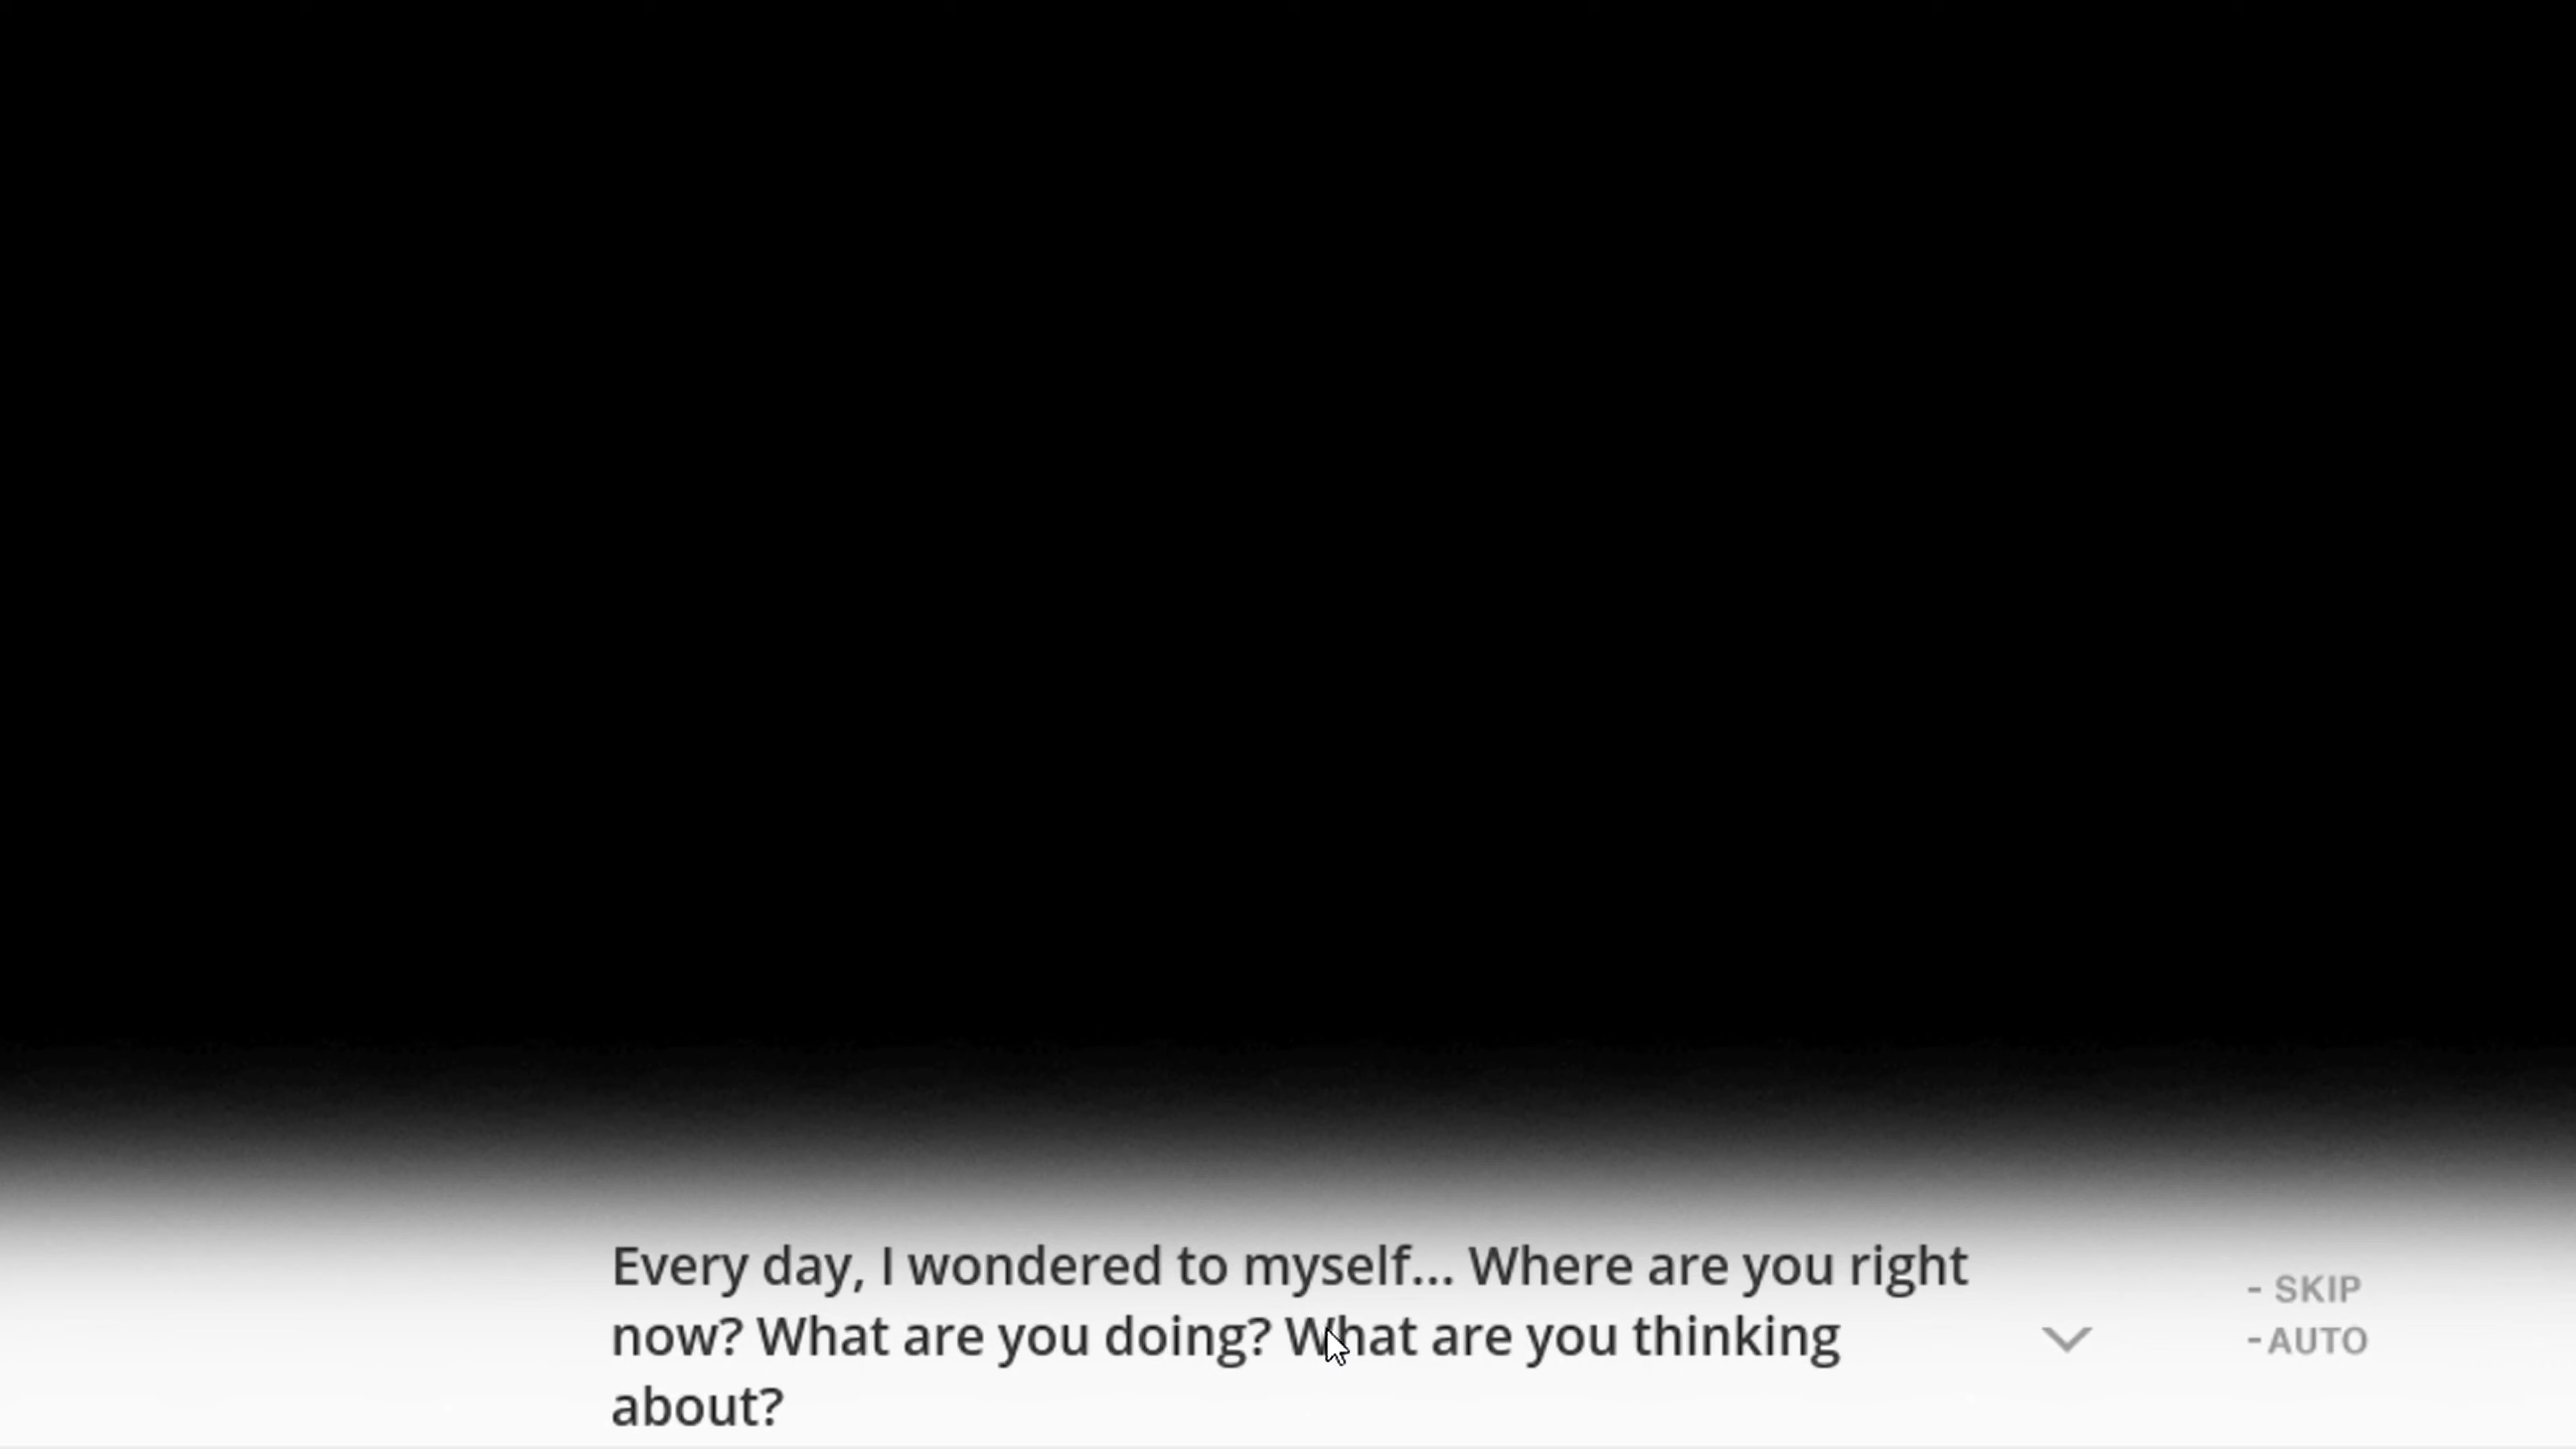 Every day, I wondered to myself... Where are you right
now? What are you doing? What are you thinking
about?
- SKIP
- AUTO